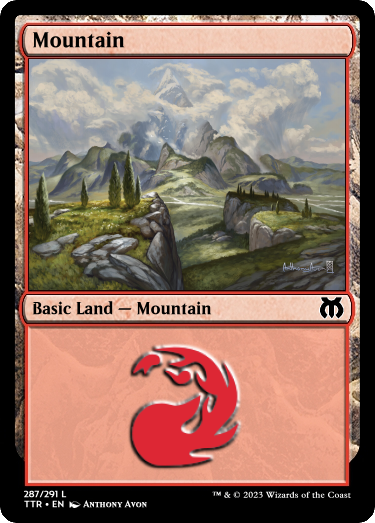 Mountain
Basic Land — Mountain
287/291 L
TTR • EN Anthony Avon
™ & © 2023 Wizards of the Coast